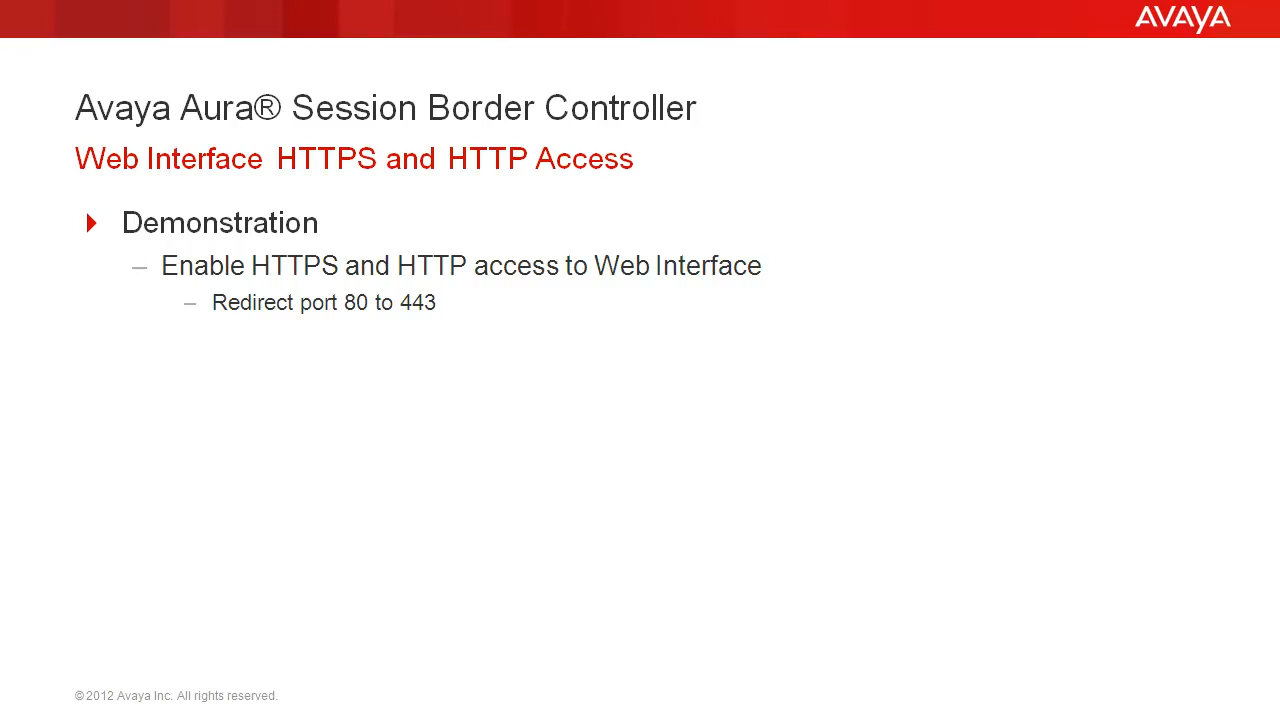 AVAYA
Avaya Aura® Session Border Controller
Web Interface HTTPS and HTTP Access
Demonstration
– Enable HTTPS and HTTP access to Web Interface
– Redirect port 80 to 443
© 2012 Avaya Inc. All rights reserved.